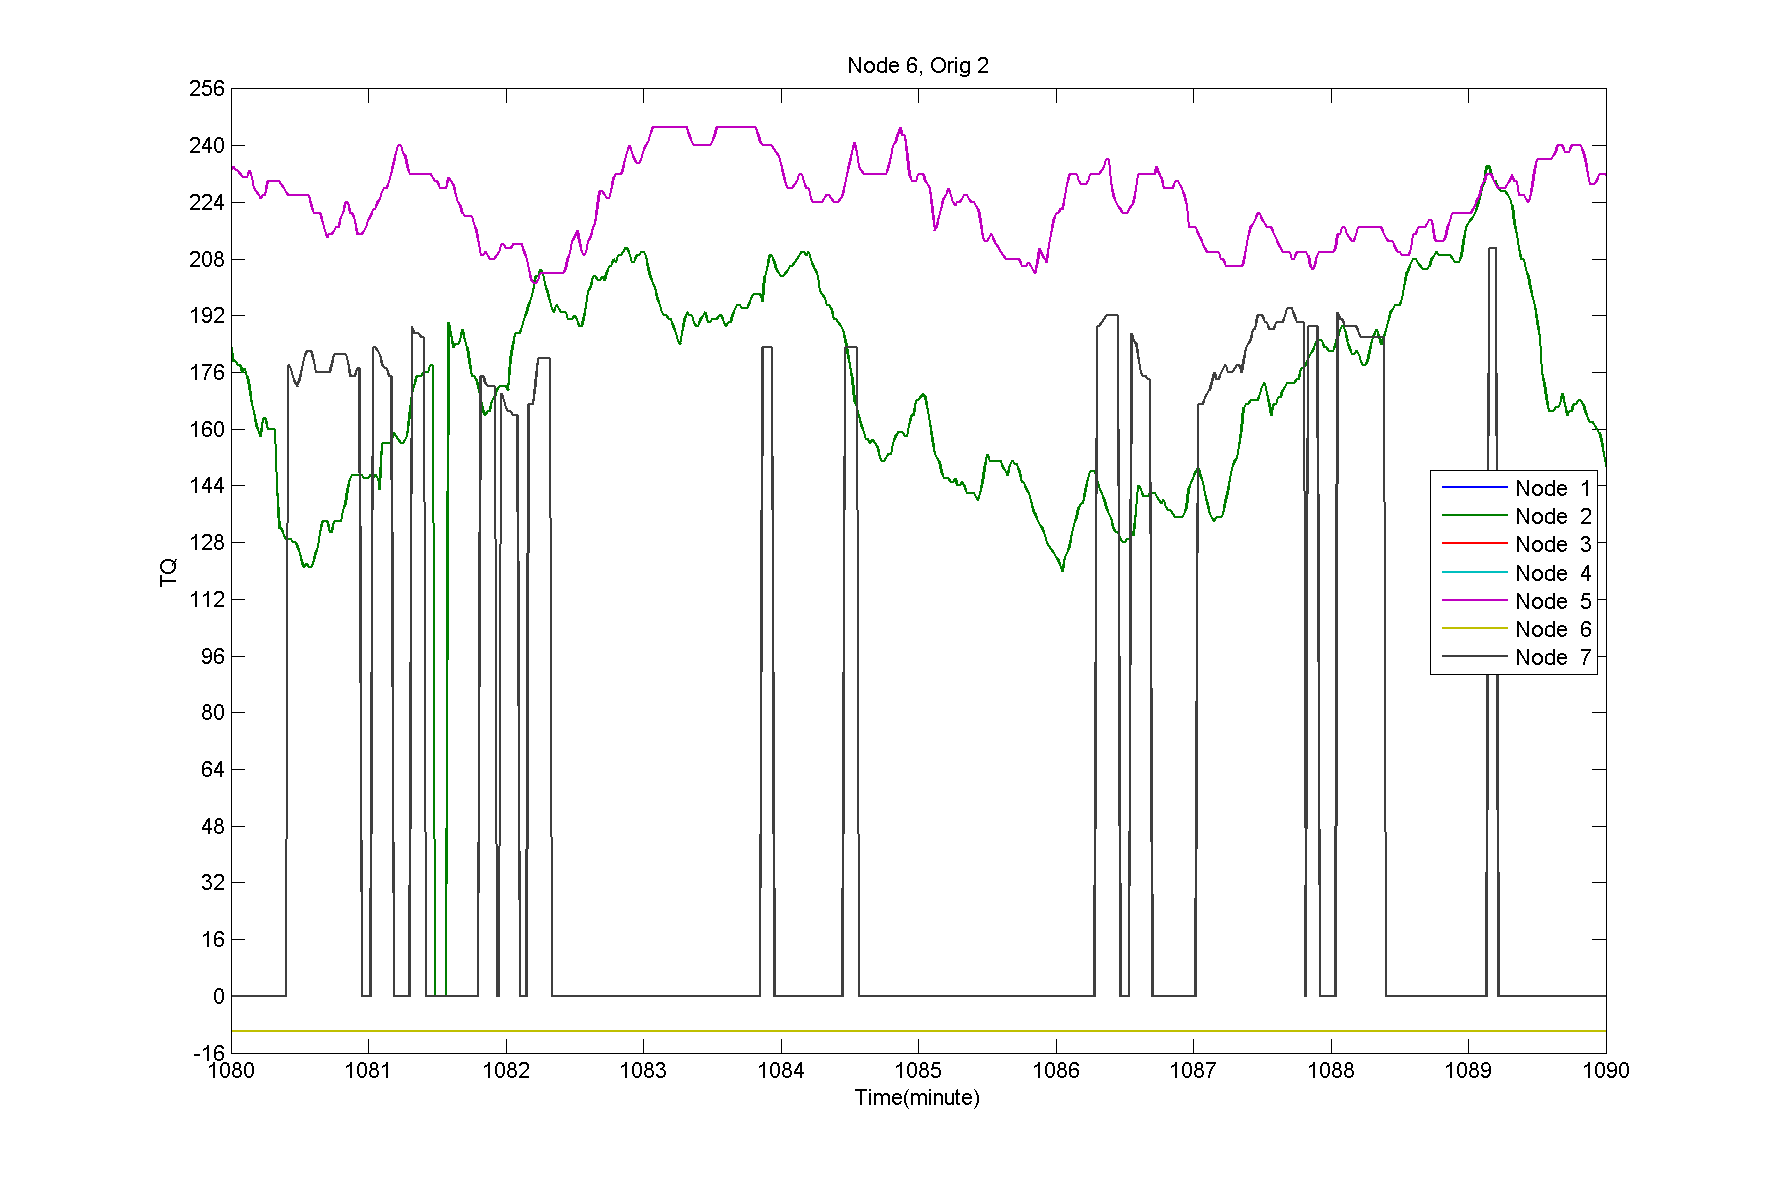 Node 6, Orig 2
256
240
224
208
192
176
160
144
128
112
96
80
64
48
32
16
0
-16
TQ
Node 1
Node 2
Node 3
Node 4
Node 5
Node 6
Node 7
1080 1081 1082 1083 1084 1085 1086 1087 1088 1089 1090
Time(minute)